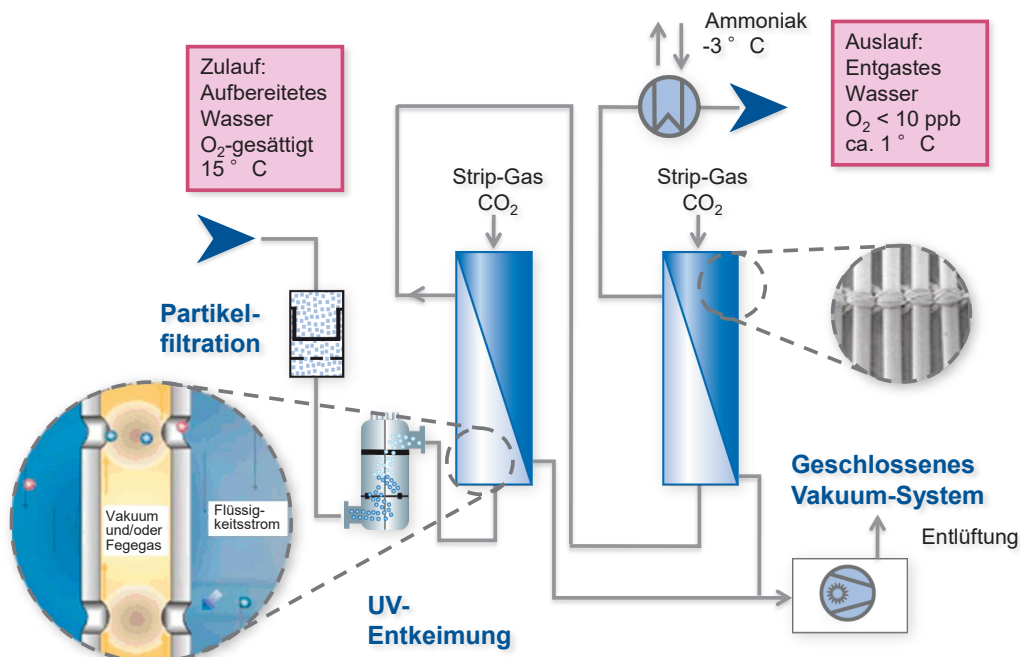 Zulauf:
Aufbereitetes
Wasser
O₂-gesättigt
15° C
Ammoniak
-3° C
Auslauf:
Entgastes
Wasser
O₂ < 10 ppb
ca. 1° C
Strip-Gas
CO₂
Strip-Gas
CO₂
Partikel-
filtration
Vakuum
und/oder
Fegegas
Flüssig-
keitsstrom
UV-
Entkeimung
Geschlossenes
Vakuum-System
Entlüftung